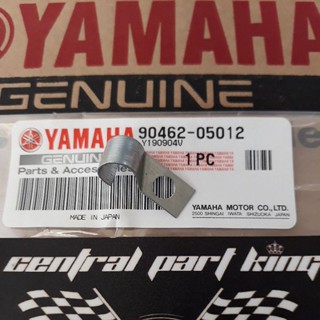 YAMAHA
GENUINE
YAMAHA 90462-05012
Y190904V
GENUIN
1 PC
Parts & Accessories
MADE IN JAPAN
YAMAHA MOTOR CO., LTD.
2500 SHINGAI IWATA SHIZUOKA JAPAN
central part king